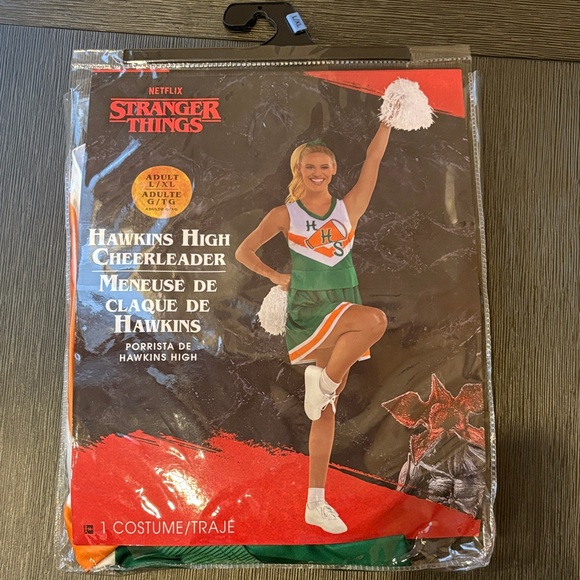 L/XL
NETFLIX
STRANGER
THINGS
ADULT
L/XL
ADULTE
G/TG
HAWKINS HIGH
CHEERLEADER
MENEUSE DE
CLAQUE DE
HAWKINS
PORRISTA DE
HAWKINS HIGH
H
H
S
1 COSTUME/TRAJE